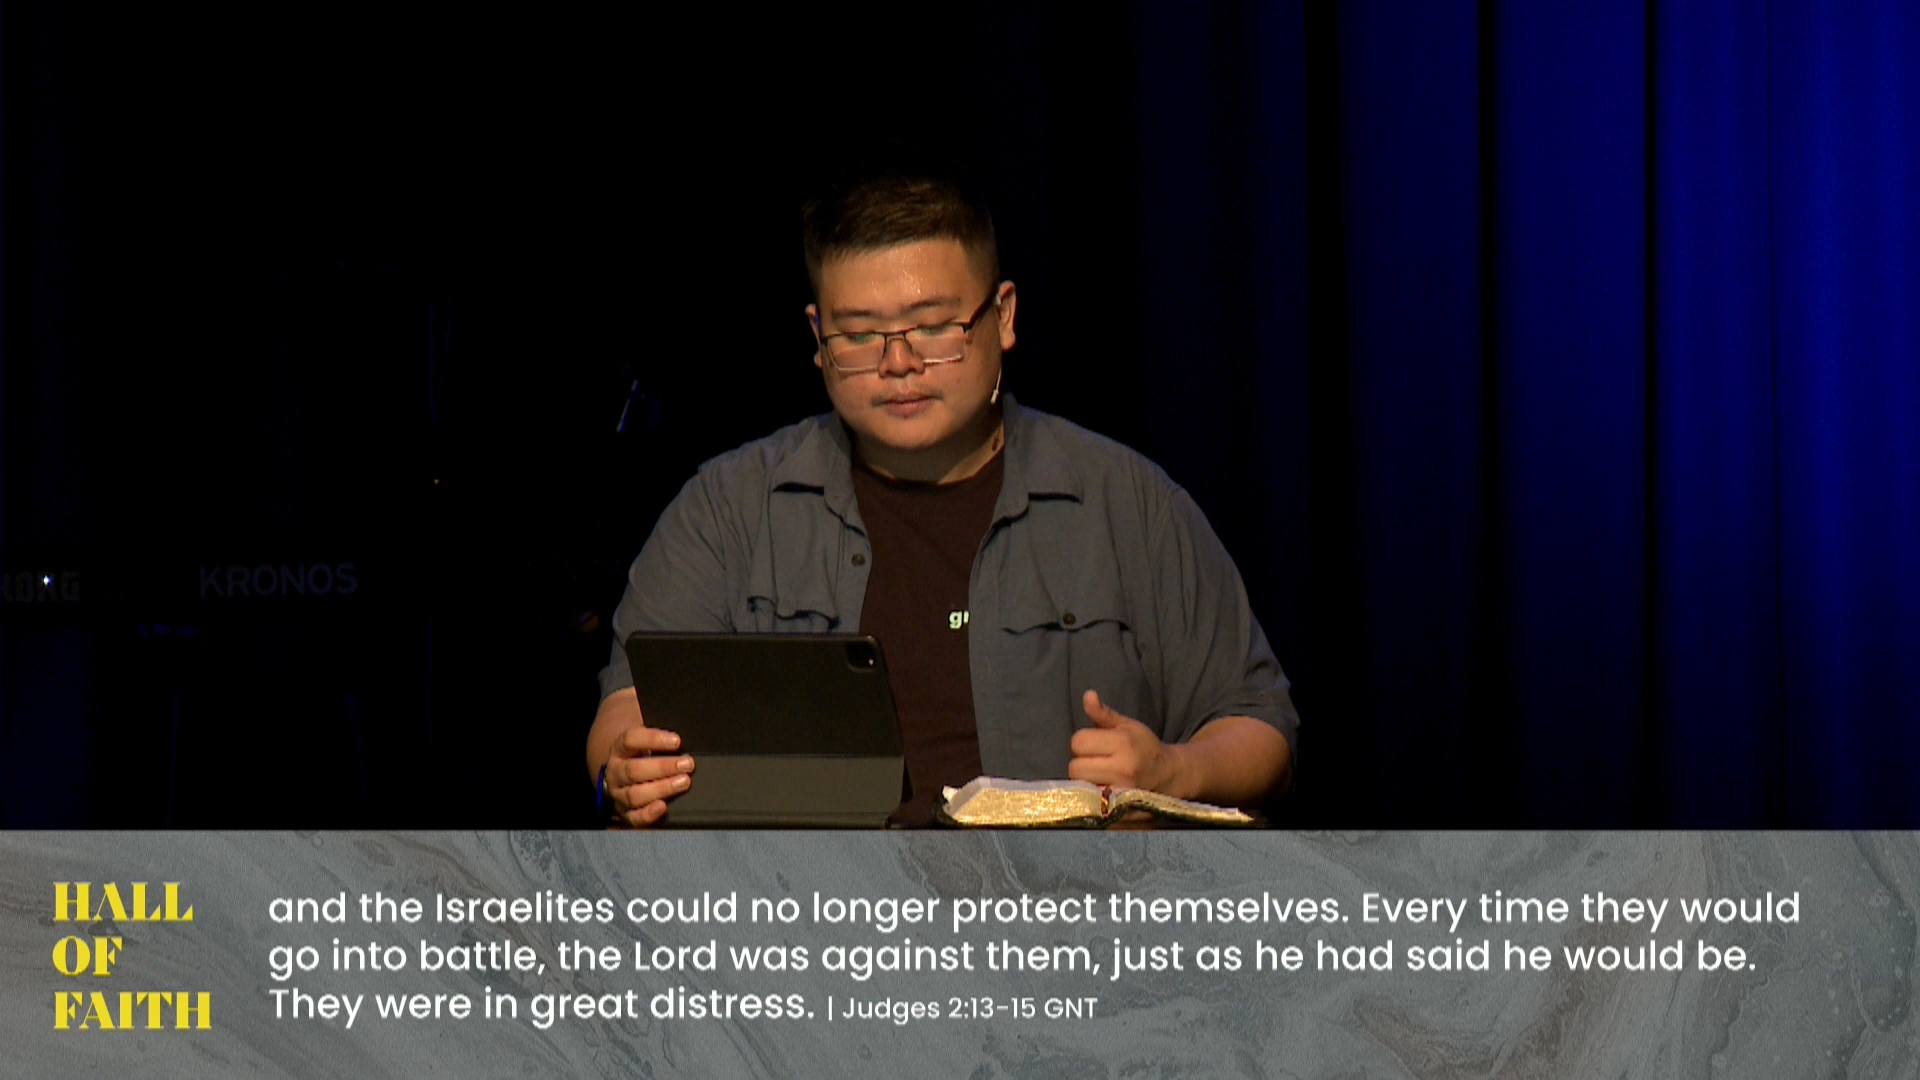 KORG
KRONOS
HALL
OF
FAITH
and the Israelites could no longer protect themselves. Every time they would
go into battle, the Lord was against them, just as he had said he would be.
They were in great distress. | Judges 2:13-15 GNT